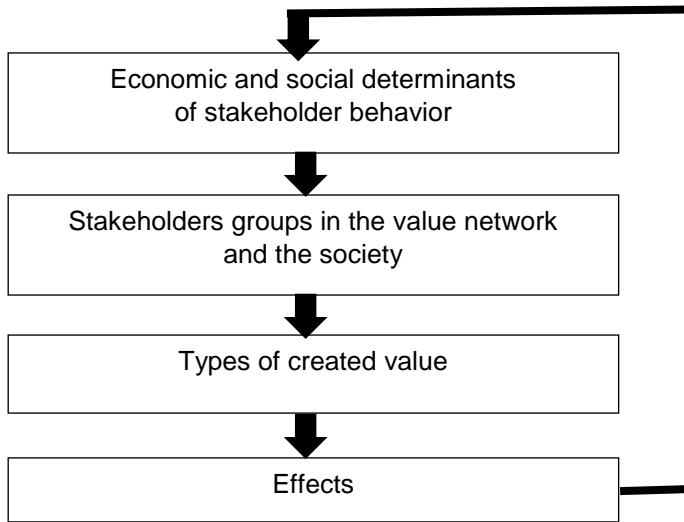 Economic and social determinants
of stakeholder behavior
Stakeholders groups in the value network
and the society
Types of created value
Effects